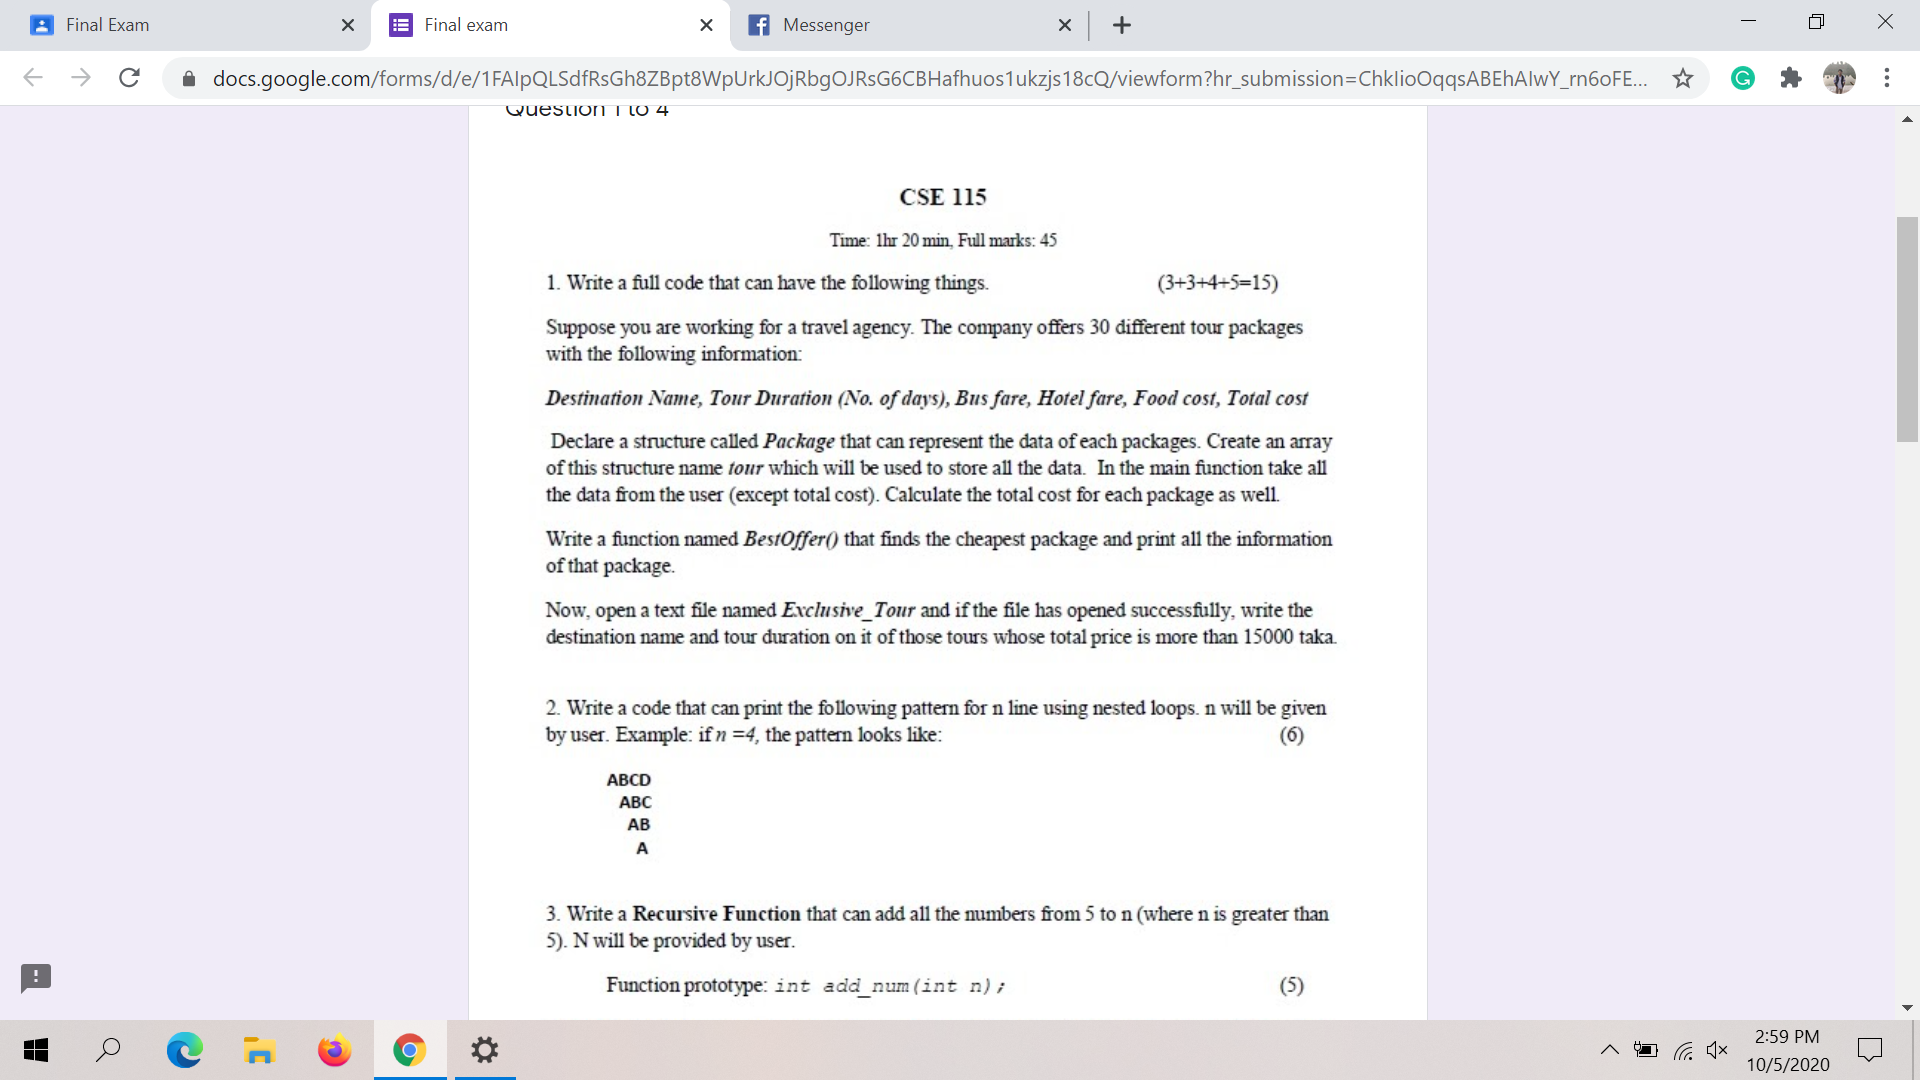 Final Exam
Final exam
Messenger
docs.google.com/forms/d/e/1FAIpQLSdfRsGh8ZBpt8WpUrkJOjRbgOJRsG6CBHafhuos1ukzjs18cQ/viewform?hr_submission=ChkIioOqqsABEhAIwY_rn6oFE...
Question 1 to 4
CSE 115
Time: 1hr 20 min, Full marks: 45
1. Write a full code that can have the following things. (3+3+4+5=15)
Suppose you are working for a travel agency. The company offers 30 different tour packages
with the following information:
Destination Name, Tour Duration (No. of days), Bus fare, Hotel fare, Food cost, Total cost
Declare a structure called Package that can represent the data of each packages. Create an array
of this structure name tour which will be used to store all the data. In the main function take all
the data from the user (except total cost). Calculate the total cost for each package as well.
Write a function named BestOffer() that finds the cheapest package and print all the information
of that package.
Now, open a text file named Exclusive_Tour and if the file has opened successfully, write the
destination name and tour duration on it of those tours whose total price is more than 15000 taka.
2. Write a code that can print the following pattern for n line using nested loops. n will be given
by user. Example: if n =4, the pattern looks like: (6)
ABCD
ABC
AB
A
3. Write a Recursive Function that can add all the numbers from 5 to n (where n is greater than
5). N will be provided by user.
Function prototype: int add_num(int n); (5)
2:59 PM
10/5/2020